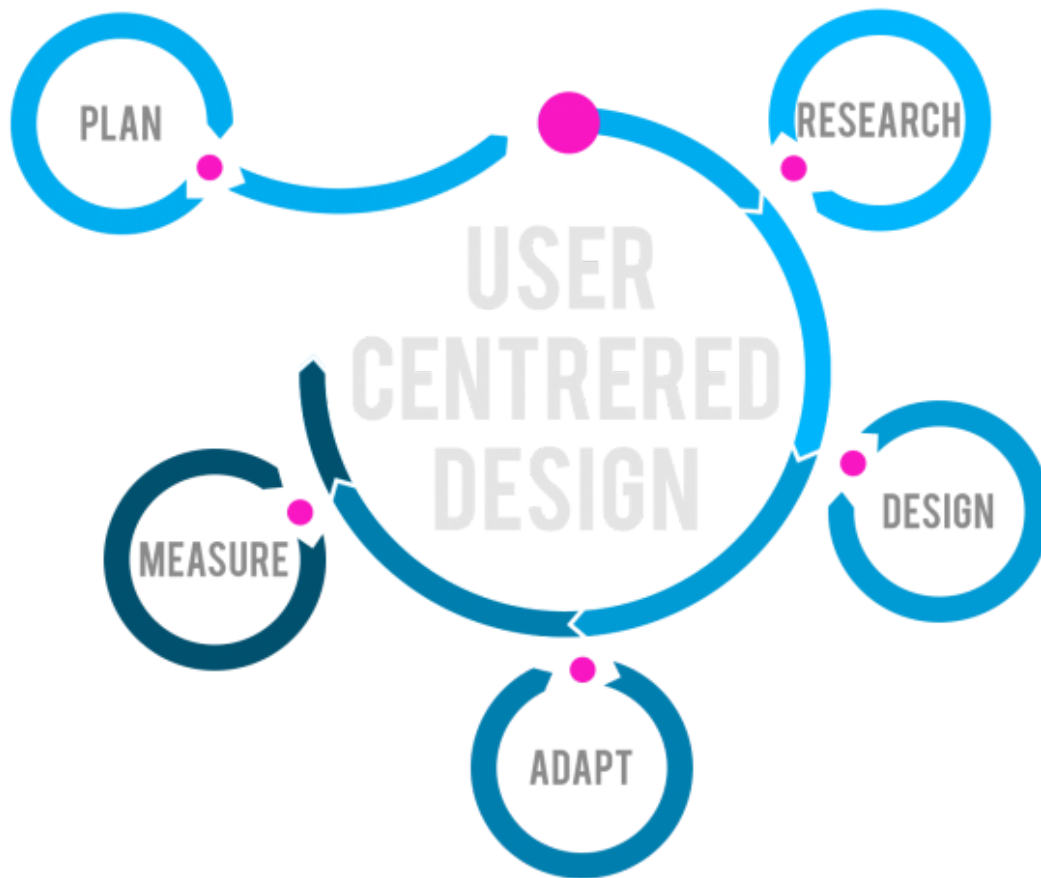 PLAN
RESEARCH
USER
CENTRERED
DESIGN
DESIGN
MEASURE
ADAPT